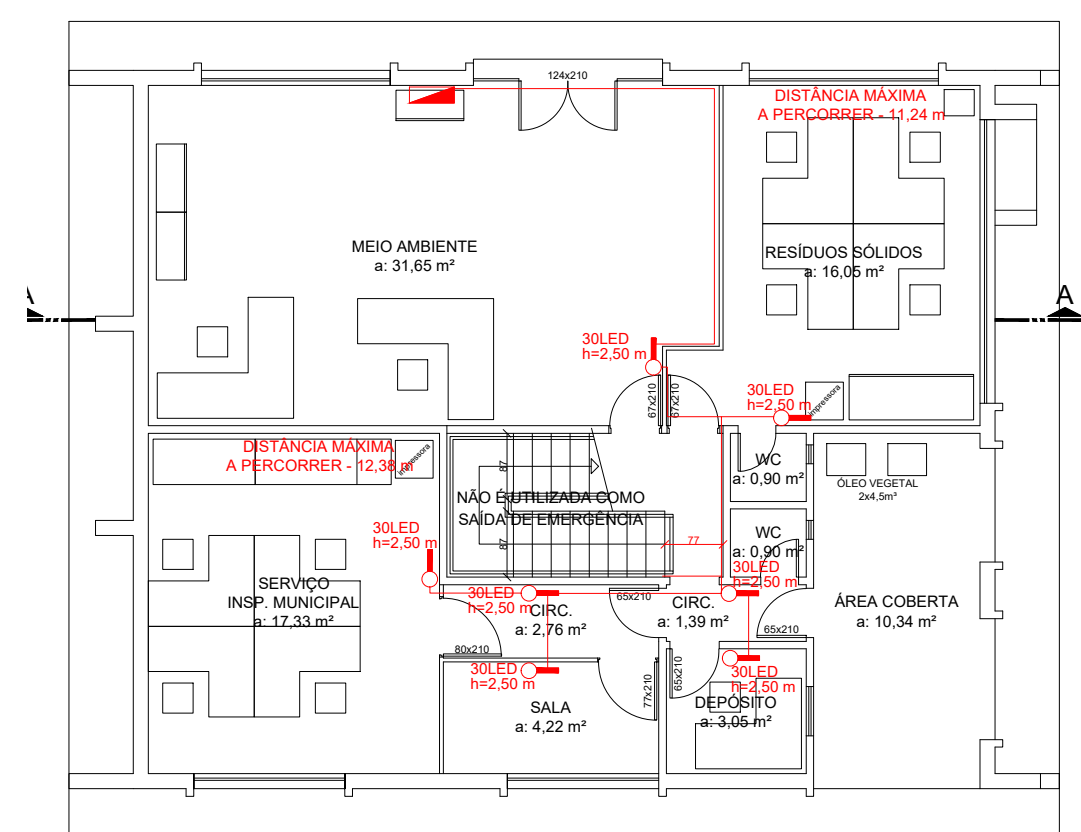 124x210
DISTÂNCIA MÁXIMA
A PERCORRER - 11,24 m
MEIO AMBIENTE
a: 31,65 m²
RESÍDUOS SÓLIDOS
a: 16,05 m²
A
A
30LED
h=2,50 m
67x210
67x210
30LED
h=2,50 m
impressora
DISTÂNCIA MÁXIMA
A PERCORRER - 12,38 m
impressora
87
NÃO É UTILIZADA COMO
SAÍDA DE EMERGÊNCIA
87
77
WC
a: 0,90 m²
ÓLEO VEGETAL
2x4,5m³
WC
a: 0,90 m²
30LED
h=2,50 m
30LED
h=2,50 m
SERVIÇO
INSP. MUNICIPAL
a: 17,33 m²
30LED
h=2,50 m
CIRC.
a: 2,76 m²
65x210
CIRC.
a: 1,39 m²
65x210
ÁREA COBERTA
a: 10,34 m²
80x210
30LED
h=2,50 m
SALA
a: 4,22 m²
77x210
65x210
30LED
h=2,50 m
DEPÓSITO
a: 3,05 m²